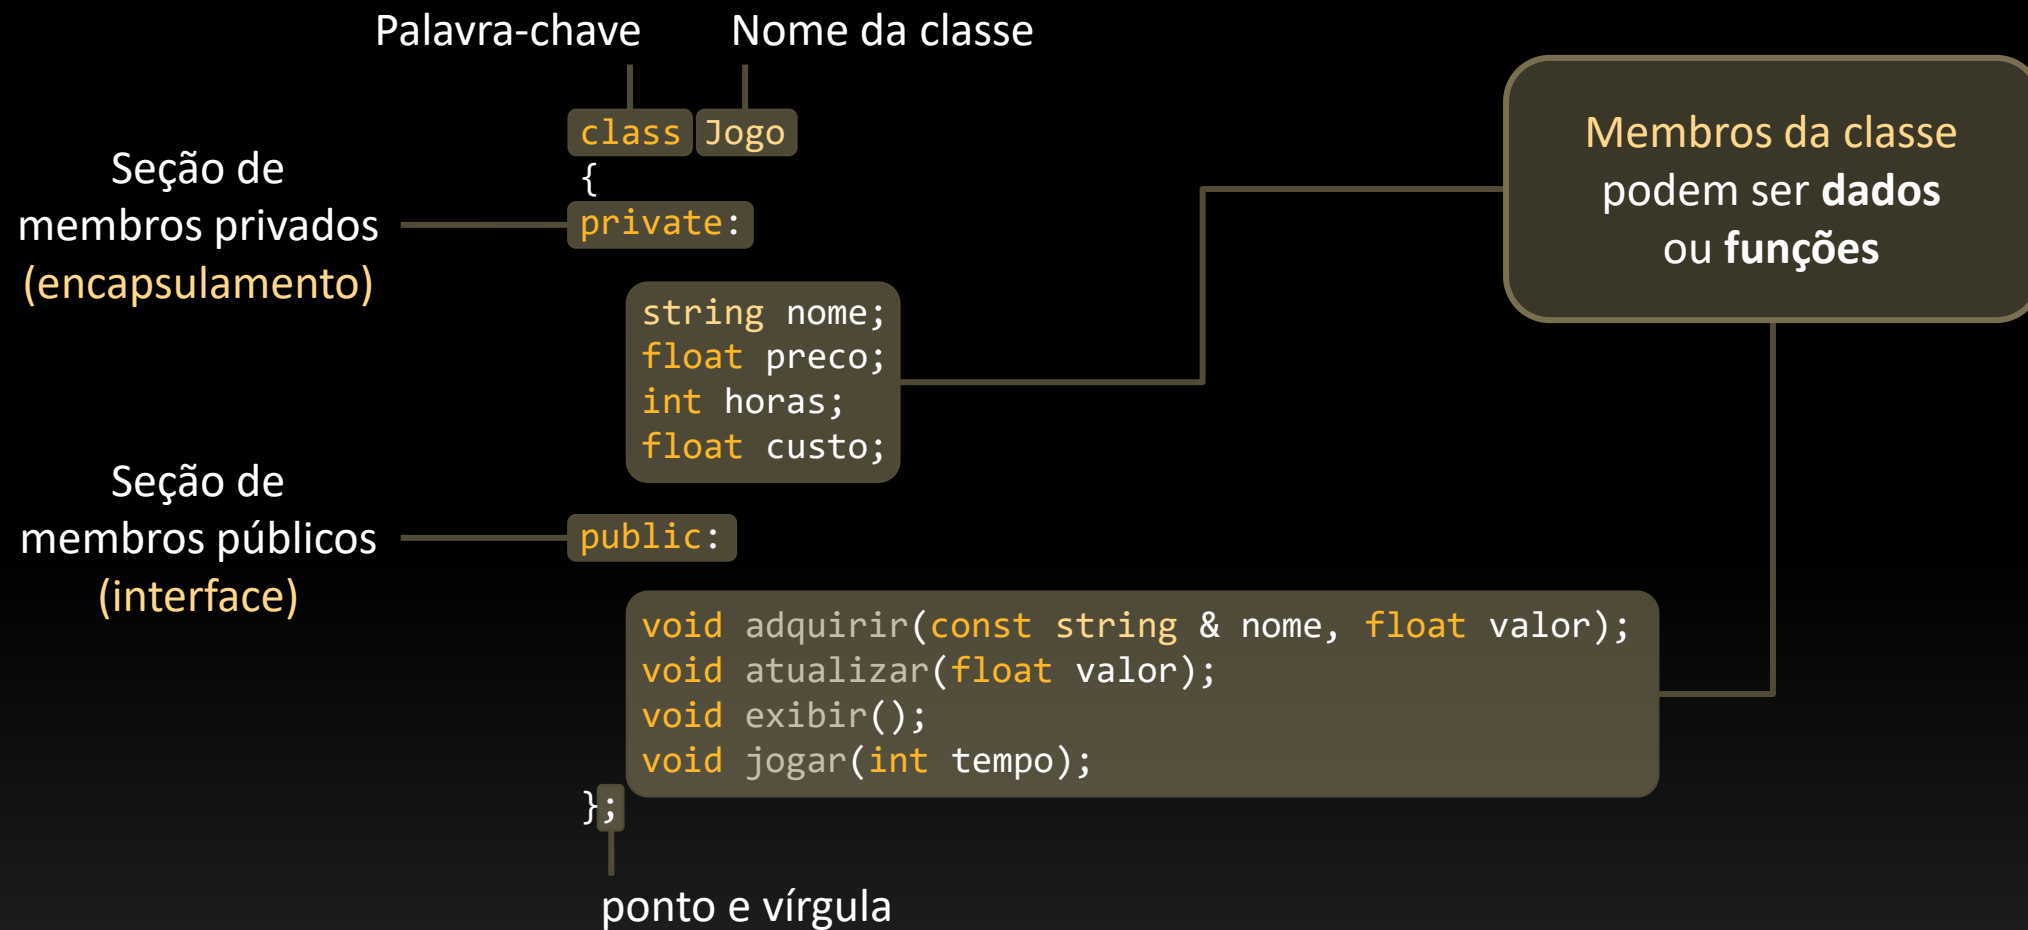 Palavra-chave
Nome da classe
class Jogo
{
Seção de
membros privados
(encapsulamento)
private:
Membros da classe
podem ser dados
ou funções
string nome;
float preco;
int horas;
float custo;
Seção de
membros públicos
(interface)
public:
void adquirir(const string & nome, float valor);
void atualizar(float valor);
void exibir();
void jogar(int tempo);
};
ponto e vírgula